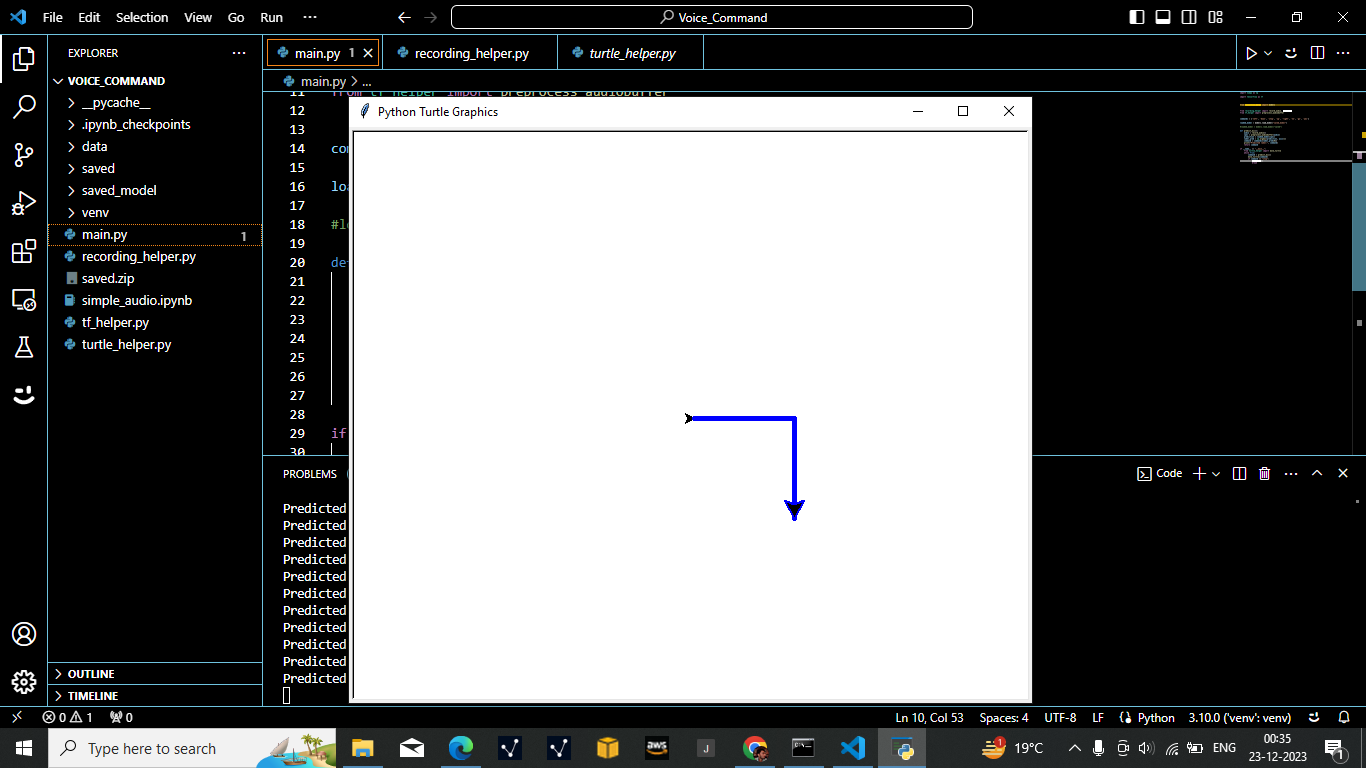 File Edit Selection View Go Run ··· Voice_Command
EXPLORER ···
main.py 1 recording_helper.py turtle_helper.py
VOICE_COMMAND
main.py > ...
__pycache__
.ipynb_checkpoints
data
saved
saved_model
venv
main.py 1
recording_helper.py
saved.zip
simple_audio.ipynb
tf_helper.py
turtle_helper.py
OUTLINE
TIMELINE
11 from tf_helper import preprocess_audiobuffer
12
13
14
15
16
17
18
19
20
21
22
23
24
25
26
27
28
29 if
30
Python Turtle Graphics
PROBLEMS
Code
Predicted
Predicted
Predicted
Predicted
Predicted
Predicted
Predicted
Predicted
Predicted
Predicted
Predicted
0 1 0 Ln 10, Col 53 Spaces: 4 UTF-8 LF Python 3.10.0 ('venv': venv)
Type here to search aws J 1 19°C ENG 00:35
23-12-2023 1